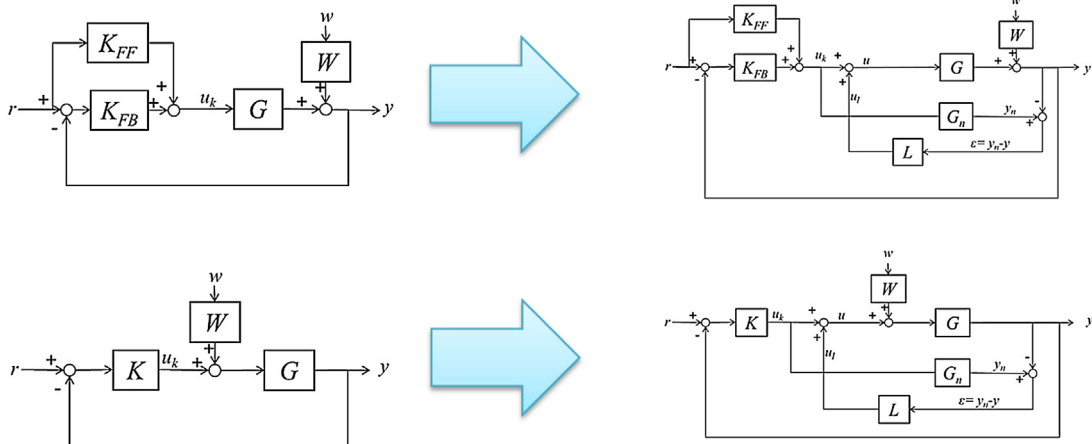 w
K_FF
W
r + + + + + y
K_FB
u_k
G
-
w
K_FF
W
r + + + u_k + u + + y
K_FB
G
-
+
u_l
G_n
y_n
-
+
L
ε= y_n-y
w
W
r + K u_k + + G y
-
w
W
r + K u_k + u + + G y
-
+
u_l
G_n
y_n
-
+
L
ε= y_n-y